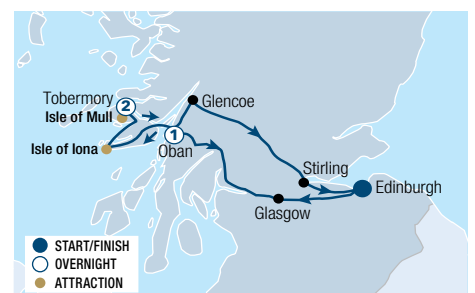 Tobermory
2
Isle of Mull
Glencoe
Isle of Iona
1
Oban
Stirling
Edinburgh
Glasgow
START/FINISH
OVERNIGHT
ATTRACTION